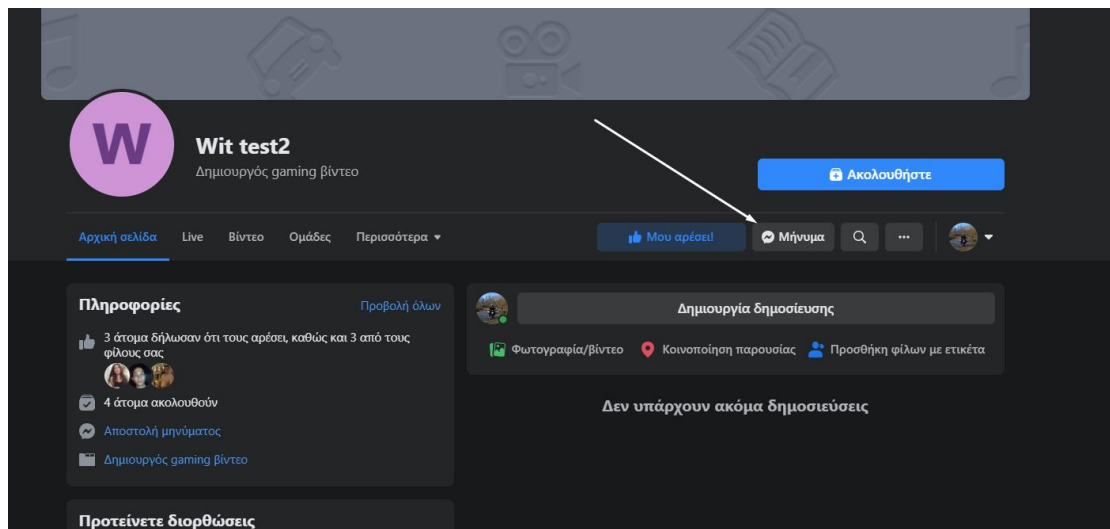 W
Wit test2
Δημιουργός gaming βίντεο
Ακολουθήστε
Αρχική σελίδα Live Βίντεο Ομάδες Περισσότερα
Μου αρέσει! Μήνυμα
Πληροφορίες Προβολή όλων
3 άτομα δήλωσαν ότι τους αρέσει, καθώς και 3 από τους
φίλους σας
4 άτομα ακολουθούν
Αποστολή μηνύματος
Δημιουργός gaming βίντεο
Προτείνετε διορθώσεις
Δημιουργία δημοσίευσης
Φωτογραφία/βίντεο Κοινοποίηση παρουσίας Προσθήκη φίλων με ετικέτα
Δεν υπάρχουν ακόμα δημοσιεύσεις